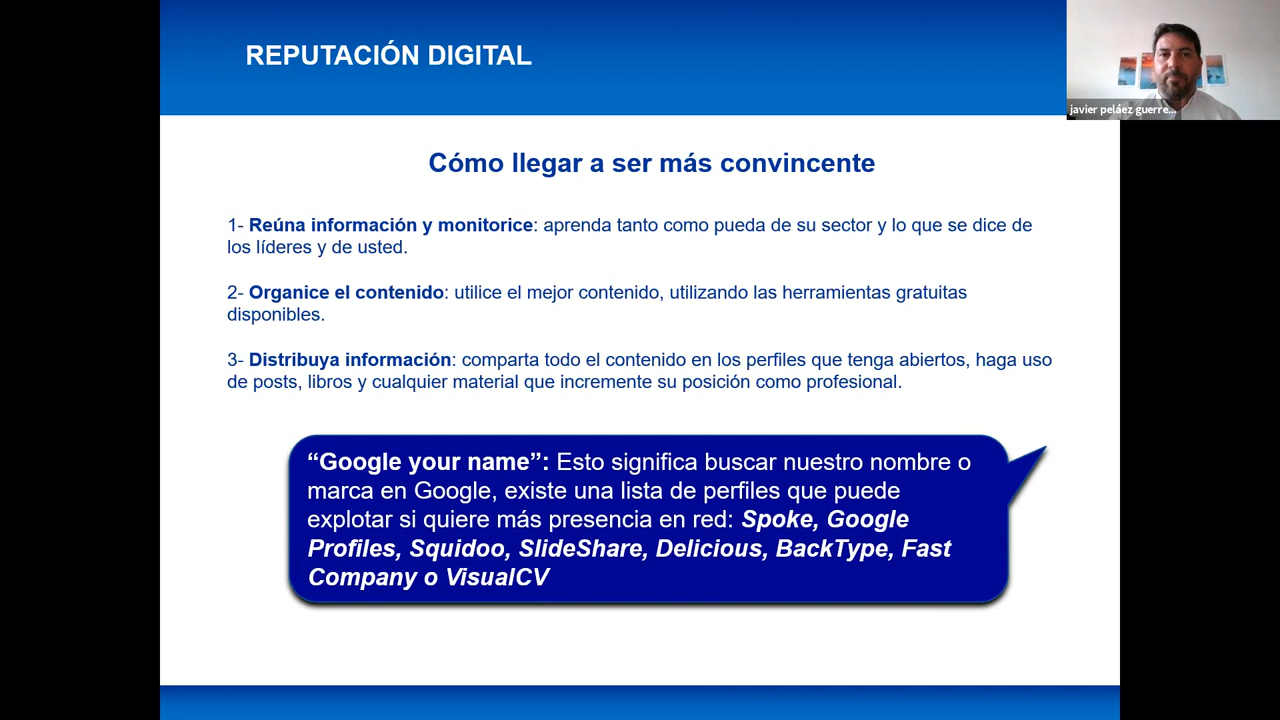 REPUTACIÓN DIGITAL
javier peláez guerre...
Cómo llegar a ser más convincente
1- Reúna información y monitorice: aprenda tanto como pueda de su sector y lo que se dice de
los líderes y de usted.
2- Organice el contenido: utilice el mejor contenido, utilizando las herramientas gratuitas
disponibles.
3- Distribuya información: comparta todo el contenido en los perfiles que tenga abiertos, haga uso
de posts, libros y cualquier material que incremente su posición como profesional.
“Google your name”: Esto significa buscar nuestro nombre o
marca en Google, existe una lista de perfiles que puede
explotar si quiere más presencia en red: Spoke, Google
Profiles, Squidoo, SlideShare, Delicious, BackType, Fast
Company o VisualCV